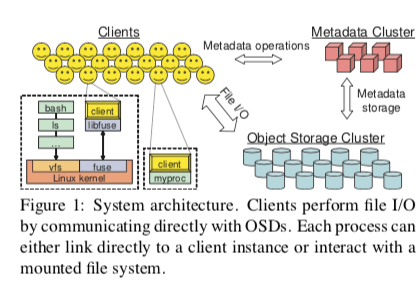 Clients
Metadata Cluster
Metadata operations
bash
ls
...
client
libfuse
vfs
fuse
Linux kernel
client
myproc
File I/O
Metadata
storage
Object Storage Cluster
Figure 1: System architecture. Clients perform file I/O
by communicating directly with OSDs. Each process can
either link directly to a client instance or interact with a
mounted file system.